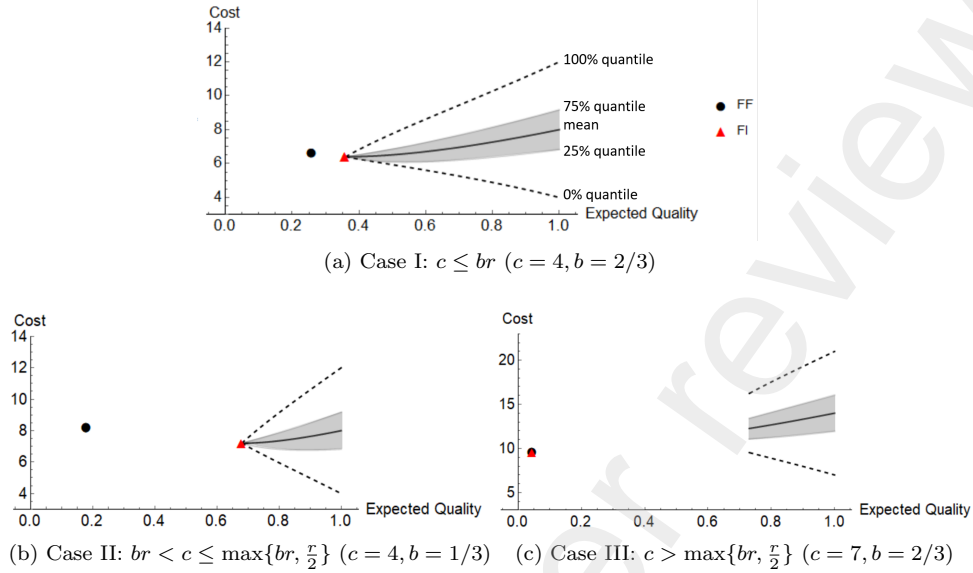 Cost
14
12
10
8
6
4
0.0 0.2 0.4 0.6 0.8 1.0
Expected Quality
100% quantile
75% quantile
mean
25% quantile
0% quantile
FF
FI
(a) Case I: c ≤ br (c = 4, b = 2/3)
Cost
14
12
10
8
6
4
0.0 0.2 0.4 0.6 0.8 1.0
Expected Quality
(b) Case II: br < c ≤ max{br, r/2} (c = 4, b = 1/3)
Cost
20
15
10
5
0.0 0.2 0.4 0.6 0.8 1.0
Expected Quality
(c) Case III: c > max{br, r/2} (c = 7, b = 2/3)
er review